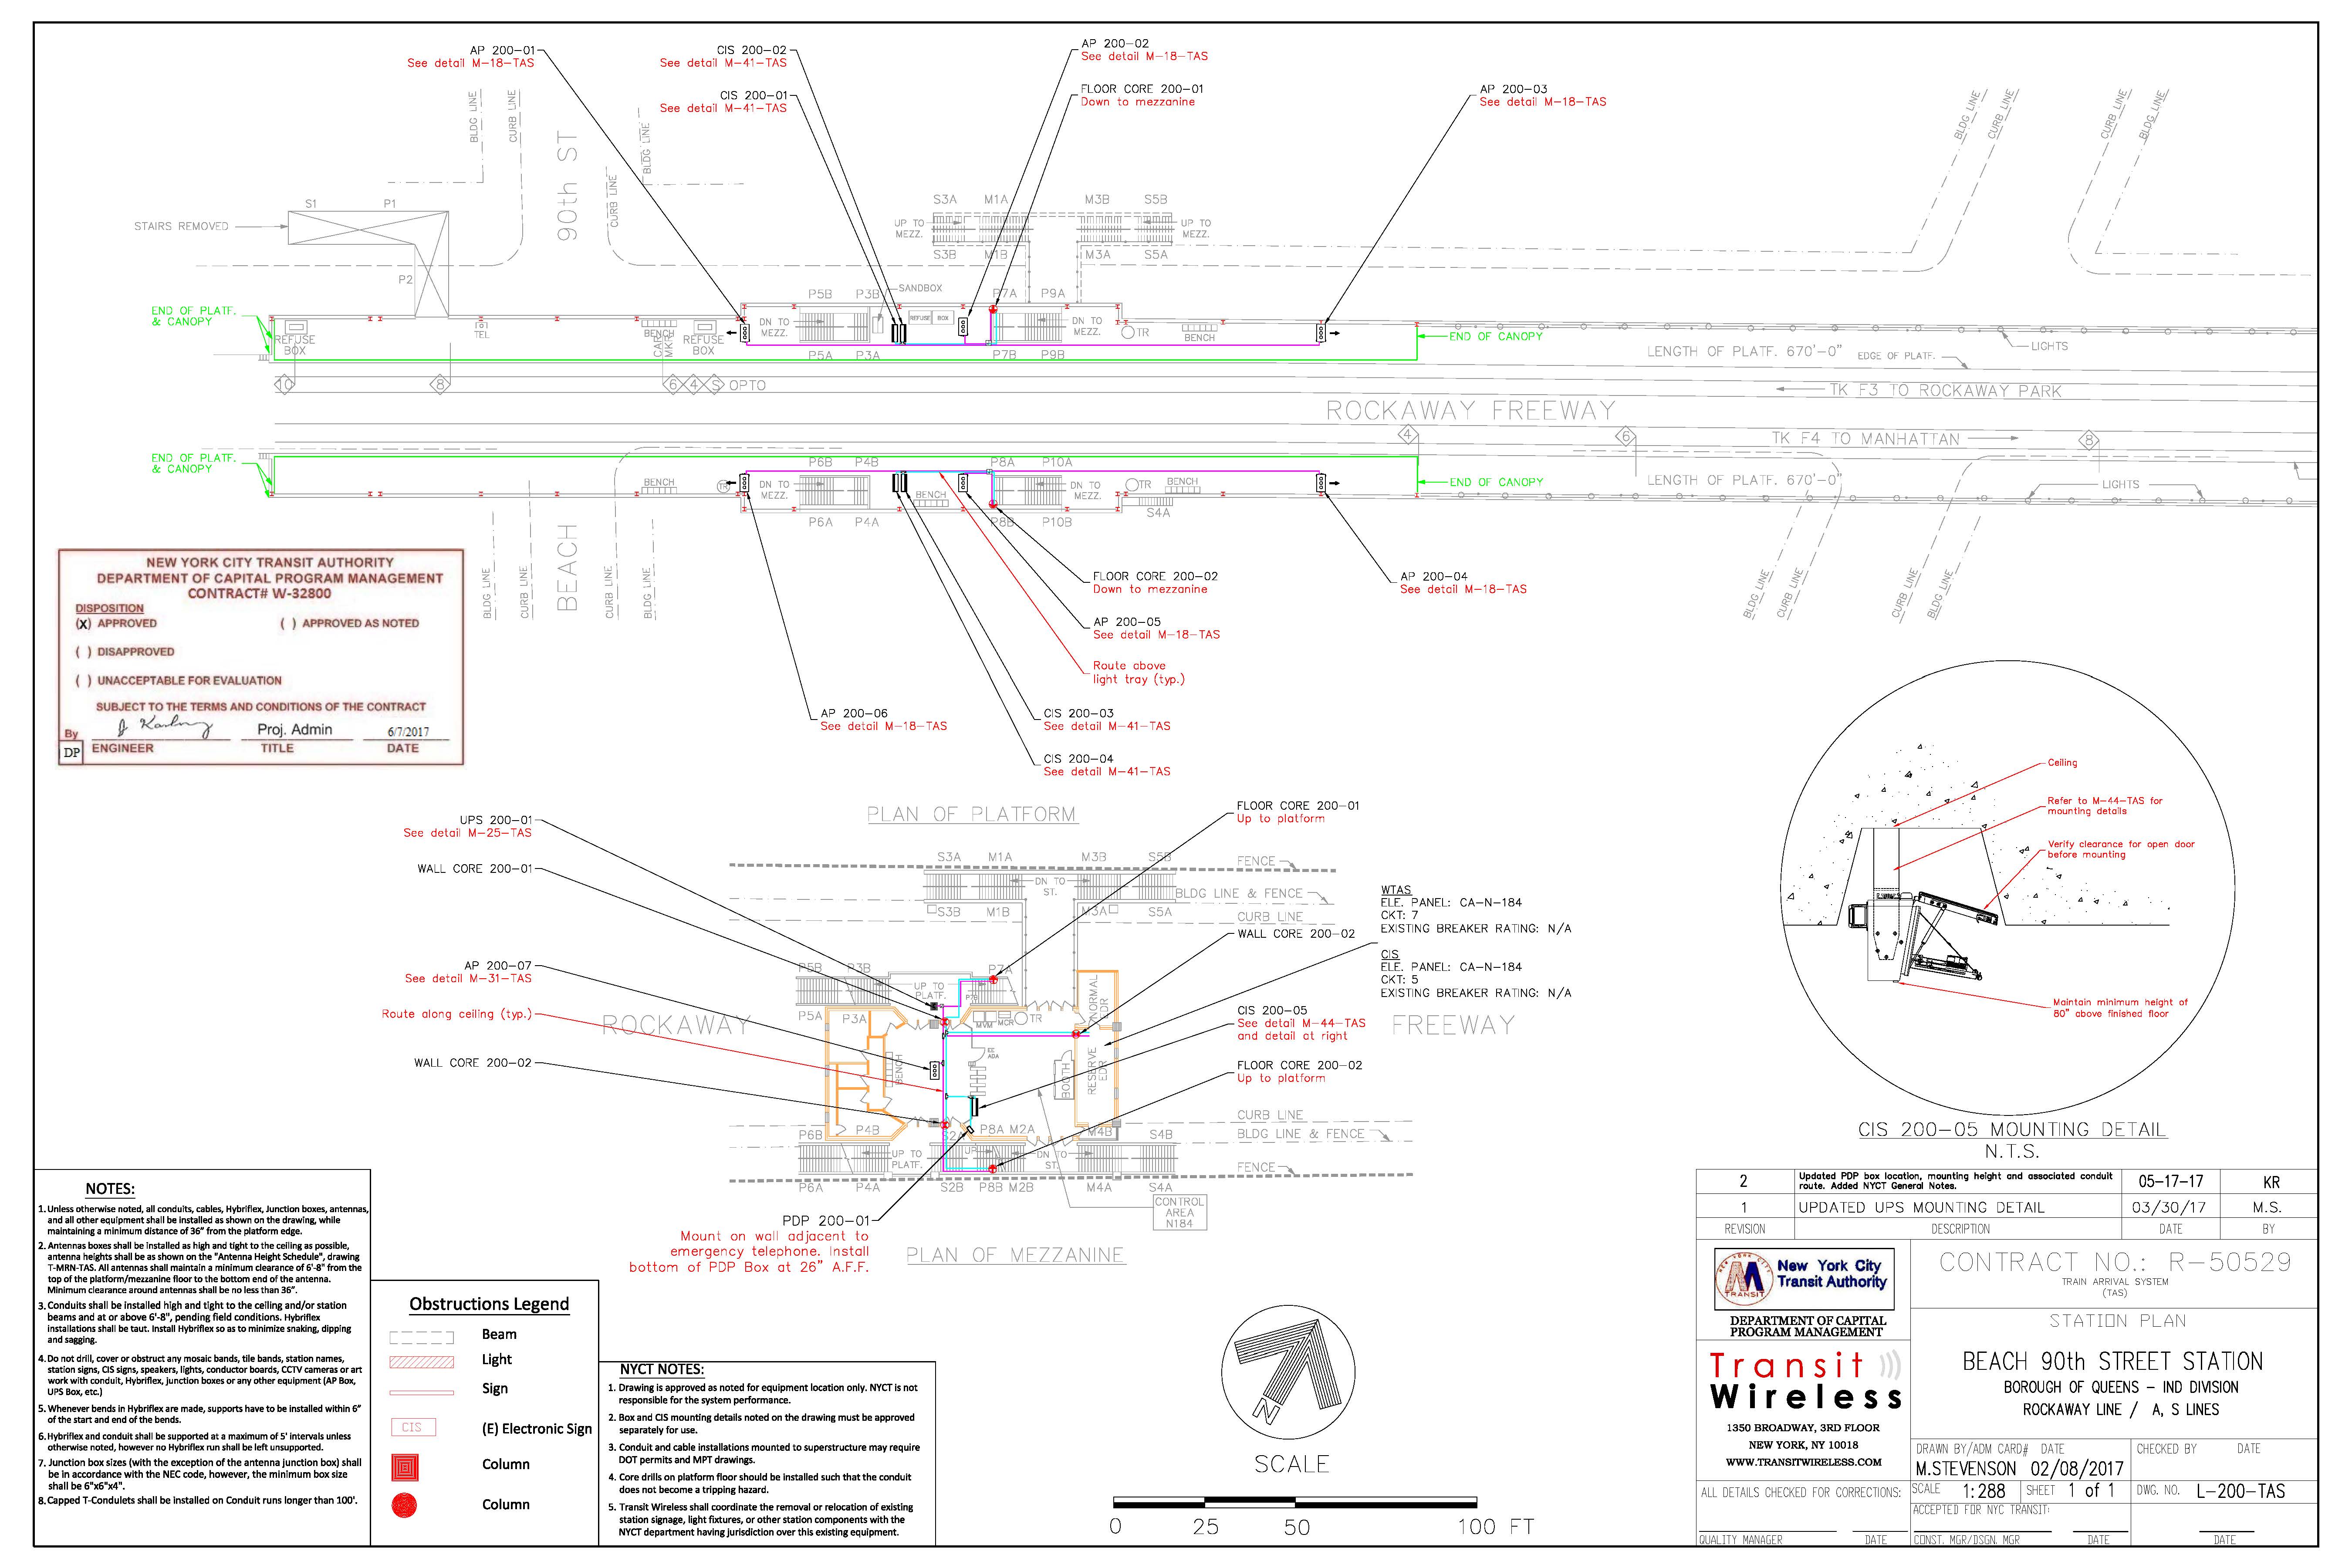 AP 200-01
See detail M-18-TAS
CIS 200-02
See detail M-41-TAS
CIS 200-01
See detail M-41-TAS
AP 200-02
See detail M-18-TAS
FLOOR CORE 200-01
Down to mezzanine
AP 200-03
See detail M-18-TAS
BLDG LINE
CURB LINE
90th ST
CURB LINE
BLDG LINE
BLDG LINE
CURB LINE
CURB LINE
BLDG LINE
S1
P1
STAIRS REMOVED
P2
S3A
M1A
M3B
S5B
UP TO
MEZZ.
UP TO
MEZZ.
S3B
M1B
M3A
S5A
END OF PLATF.
& CANOPY
REFUSE
BOX
TEL
BENCH
CAR
MKR
REFUSE
BOX
P5B
P3B
SANDBOX
P7A
P9A
DN TO
MEZZ.
REFUSE
BOX
DN TO
MEZZ.
TR
BENCH
P5A
P3A
P7B
P9B
END OF CANOPY
LENGTH OF PLATF. 670'-0"
EDGE OF PLATF.
LIGHTS
10
8
6
4
S
OPTO
TK F3 TO ROCKAWAY PARK
ROCKAWAY FREEWAY
4
6
TK F4 TO MANHATTAN
8
END OF PLATF.
& CANOPY
BENCH
TR
P6B
P4B
P8A
P10A
DN TO
MEZZ.
BENCH
DN TO
MEZZ.
TR
BENCH
S4A
P6A
P4A
P8B
P10B
END OF CANOPY
LENGTH OF PLATF. 670'-0"
LIGHTS
BLDG LINE
CURB LINE
BEACH
CURB LINE
BLDG LINE
BLDG LINE
CURB LINE
CURB LINE
BLDG LINE
FLOOR CORE 200-02
Down to mezzanine
AP 200-04
See detail M-18-TAS
AP 200-05
See detail M-18-TAS
Route above
light tray (typ.)
AP 200-06
See detail M-18-TAS
CIS 200-03
See detail M-41-TAS
CIS 200-04
See detail M-41-TAS
NEW YORK CITY TRANSIT AUTHORITY
DEPARTMENT OF CAPITAL PROGRAM MANAGEMENT
CONTRACT# W-32800
DISPOSITION
(X) APPROVED
( ) APPROVED AS NOTED
( ) DISAPPROVED
( ) UNACCEPTABLE FOR EVALUATION
SUBJECT TO THE TERMS AND CONDITIONS OF THE CONTRACT
By
Proj. Admin
6/7/2017
DP
ENGINEER
TITLE
DATE
PLAN OF PLATFORM
UPS 200-01
See detail M-25-TAS
WALL CORE 200-01
AP 200-07
See detail M-31-TAS
Route along ceiling (typ.)
WALL CORE 200-02
FLOOR CORE 200-01
Up to platform
S3A
M1A
M3B
S5B
FENCE
DN TO
ST.
BLDG LINE & FENCE
S3B
M1B
M3A
S5A
CURB LINE
WALL CORE 200-02
WTAS
ELE. PANEL: CA-N-184
CKT: 7
EXISTING BREAKER RATING: N/A
CIS
ELE. PANEL: CA-N-184
CKT: 5
EXISTING BREAKER RATING: N/A
P5B
P3B
P7A
UP TO
PLATF.
P7B
P5A
P3A
MVM
MCR
TR
NORMAL
EDR
ROCKAWAY
FREEWAY
EE
ADA
BENCH
BOOTH
RESERVE
EDR
CIS 200-05
See detail M-44-TAS
and detail at right
FLOOR CORE 200-02
Up to platform
CURB LINE
BLDG LINE & FENCE
FENCE
P6B
P4B
S2A
P8A
M2A
M4B
S4B
UP TO
PLATF.
UP
DN TO
ST.
P6A
P4A
S2B
P8B
M2B
M4A
S4A
CONTROL
AREA
N184
PDP 200-01
Mount on wall adjacent to
emergency telephone. Install
bottom of PDP Box at 26" A.F.F.
PLAN OF MEZZANINE
Ceiling
Refer to M-44-TAS for
mounting details
Verify clearance for open door
before mounting
Maintain minimum height of
80" above finished floor
CIS 200-05 MOUNTING DETAIL
N.T.S.
NOTES:
1. Unless otherwise noted, all conduits, cables, Hybriflex, Junction boxes, antennas,
and all other equipment shall be installed as shown on the drawing, while
maintaining a minimum distance of 36" from the platform edge.
2. Antennas boxes shall be installed as high and tight to the ceiling as possible,
antenna heights shall be as shown on the "Antenna Height Schedule", drawing
T-MRN-TAS. All antennas shall maintain a minimum clearance of 6'-8" from the
top of the platform/mezzanine floor to the bottom end of the antenna.
Minimum clearance around antennas shall be no less than 36".
3. Conduits shall be installed high and tight to the ceiling and/or station
beams and at or above 6'-8", pending field conditions. Hybriflex
installations shall be taut. Install Hybriflex so as to minimize snaking, dipping
and sagging.
4. Do not drill, cover or obstruct any mosaic bands, tile bands, station names,
station signs, CIS signs, speakers, lights, conductor boards, CCTV cameras or art
work with conduit, Hybriflex, junction boxes or any other equipment (AP Box,
UPS Box, etc.)
5. Whenever bends in Hybriflex are made, supports have to be installed within 6"
of the start and end of the bends.
6. Hybriflex and conduit shall be supported at a maximum of 5' intervals unless
otherwise noted, however no Hybriflex run shall be left unsupported.
7. Junction box sizes (with the exception of the antenna junction box) shall
be in accordance with the NEC code, however, the minimum box size
shall be 6"x6"x4".
8. Capped T-Condulets shall be installed on Conduit runs longer than 100'.
Obstructions Legend
Beam
Light
Sign
CIS
(E) Electronic Sign
Column
Column
NYCT NOTES:
1. Drawing is approved as noted for equipment location only. NYCT is not
responsible for the system performance.
2. Box and CIS mounting details noted on the drawing must be approved
separately for use.
3. Conduit and cable installations mounted to superstructure may require
DOT permits and MPT drawings.
4. Core drills on platform floor should be installed such that the conduit
does not become a tripping hazard.
5. Transit Wireless shall coordinate the removal or relocation of existing
station signage, light fixtures, or other station components with the
NYCT department having jurisdiction over this existing equipment.
N
SCALE
0 25 50 100 FT
2
Updated PDP box location, mounting height and associated conduit
route. Added NYCT General Notes.
05-17-17
KR
1
UPDATED UPS MOUNTING DETAIL
03/30/17
M.S.
REVISION
DESCRIPTION
DATE
BY
New York City
Transit Authority
TRANSIT
DEPARTMENT OF CAPITAL
PROGRAM MANAGEMENT
Transit
Wireless
1350 BROADWAY, 3RD FLOOR
NEW YORK, NY 10018
WWW.TRANSITWIRELESS.COM
ALL DETAILS CHECKED FOR CORRECTIONS:
QUALITY MANAGER
DATE
CONTRACT NO.: R-50529
TRAIN ARRIVAL SYSTEM
(TAS)
STATION PLAN
BEACH 90th STREET STATION
BOROUGH OF QUEENS - IND DIVISION
ROCKAWAY LINE / A, S LINES
DRAWN BY/ADM CARD# DATE
M.STEVENSON 02/08/2017
CHECKED BY
DATE
SCALE 1:288
SHEET 1 of 1
DWG. NO. L-200-TAS
ACCEPTED FOR NYC TRANSIT:
CONST. MGR/DSGN. MGR
DATE
DATE